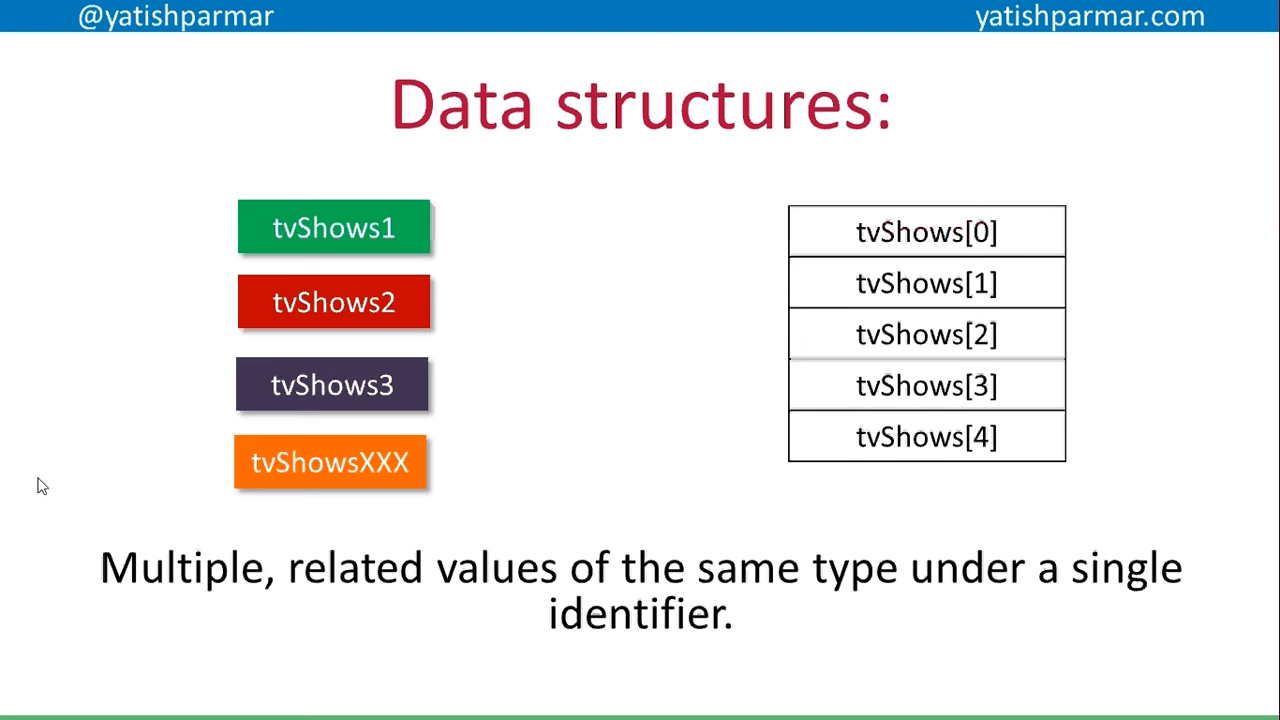 @yatishparmar
yatishparmar.com
Data structures:
tvShows1
tvShows2
tvShows3
tvShowsXXX
tvShows[0]
tvShows[1]
tvShows[2]
tvShows[3]
tvShows[4]
Multiple, related values of the same type under a single
identifier.